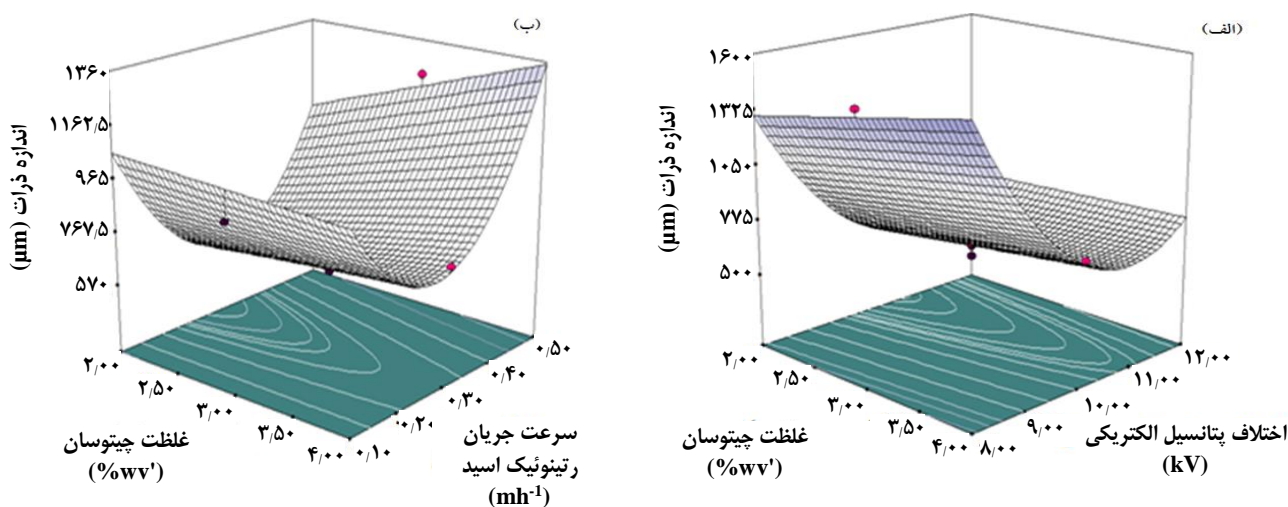 (الف)
۱۶۰۰
۱۳۲۵
۱۰۵۰
۷۷۵
۵۰۰
اندازه ذرات (µm)
۲٫۰۰
۲٫۵۰
۳٫۰۰
۳٫۵۰
۴٫۰۰
غلظت چیتوسان
(%wv')
۸٫۰۰
۹٫۰۰
۱۰٫۰۰
۱۱٫۰۰
۱۲٫۰۰
اختلاف پتانسیل الکتریکی
(kV)
(ب)
۱۳۶۰
۱۱۶۲٫۵
۹۶۵
۷۶۷٫۵
۵۷۰
اندازه ذرات (µm)
۲٫۰۰
۲٫۵۰
۳٫۰۰
۳٫۵۰
۴٫۰۰
غلظت چیتوسان
(%wv')
۰٫۱۰
۰٫۲۰
۰٫۳۰
۰٫۴۰
۰٫۵۰
سرعت جریان
رتینوئیک اسید
(mh-1)